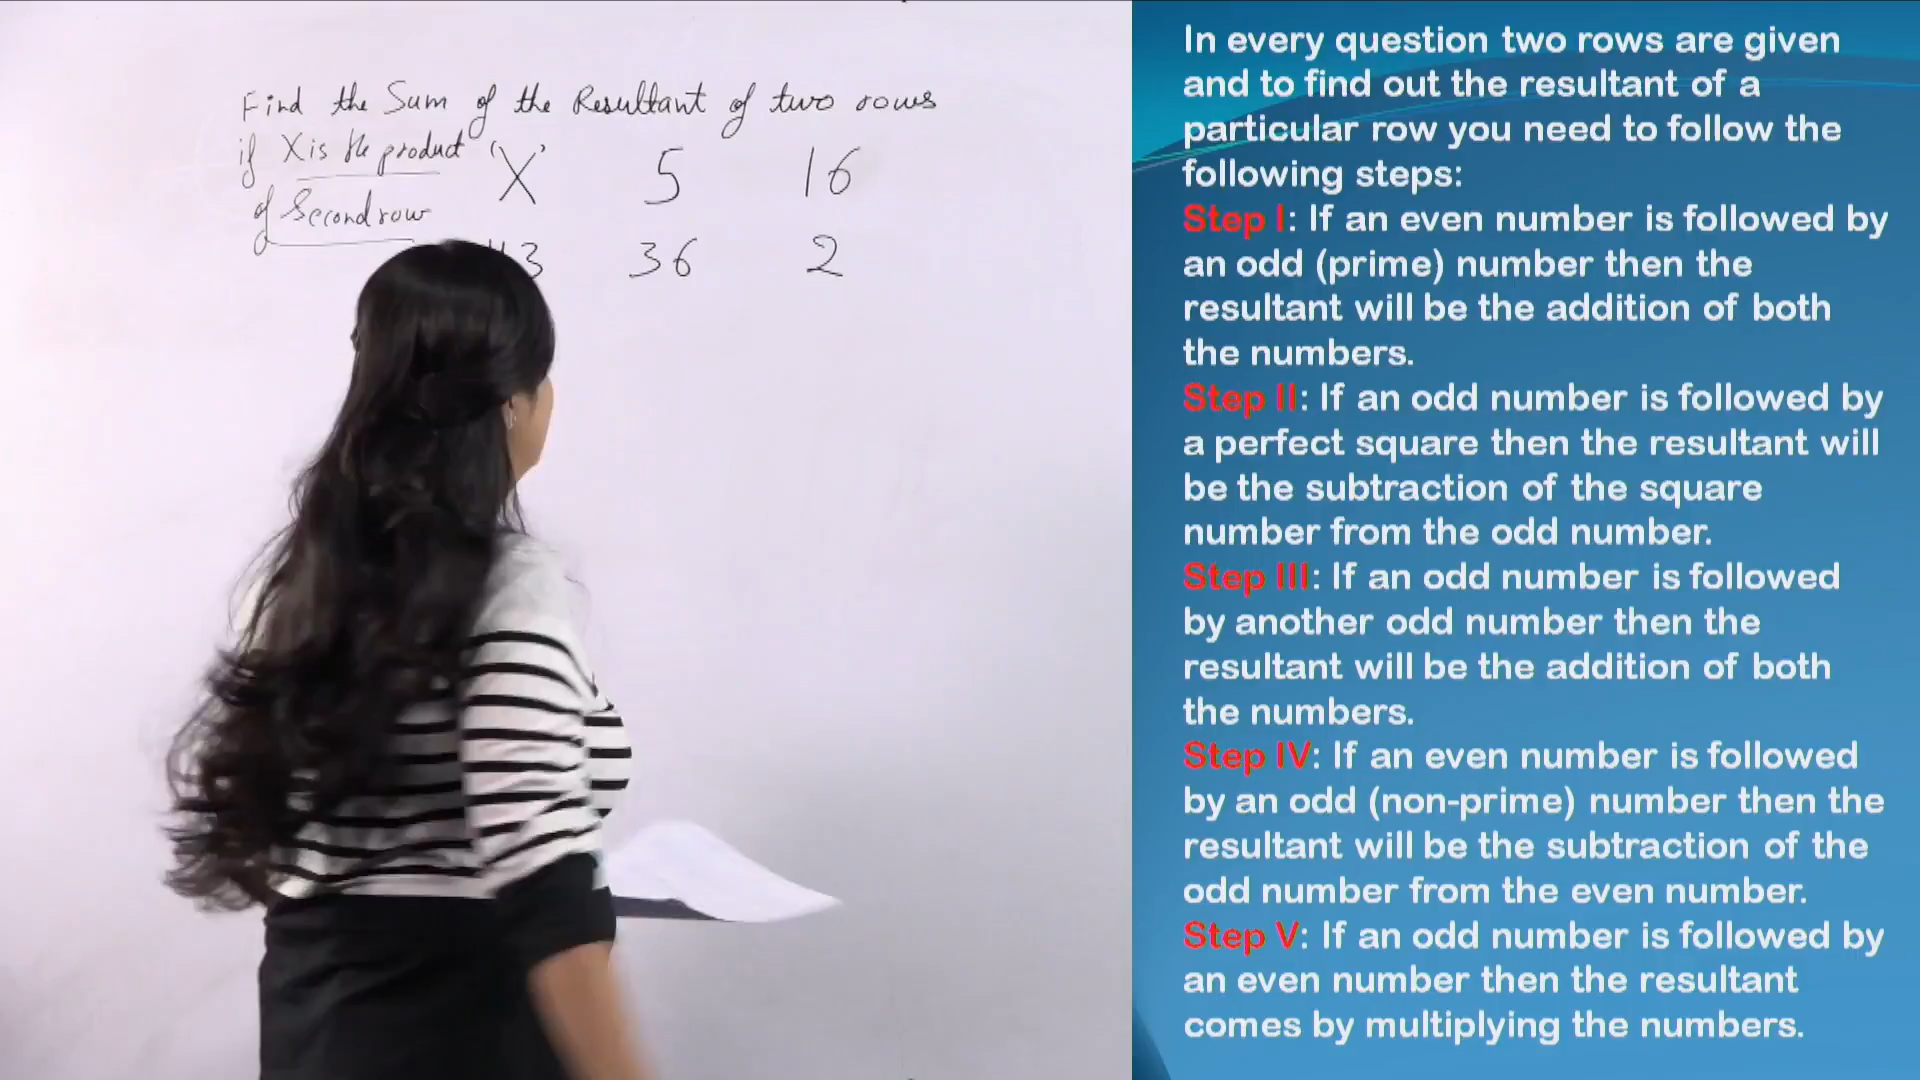 Find the Sum of the Resultant of two rows
if X is the product 'X' 5 16
of Second row
3 36 2
In every question two rows are given
and to find out the resultant of a
particular row you need to follow the
following steps:
Step I: If an even number is followed by
an odd (prime) number then the
resultant will be the addition of both
the numbers.
Step II: If an odd number is followed by
a perfect square then the resultant will
be the subtraction of the square
number from the odd number.
Step III: If an odd number is followed
by another odd number then the
resultant will be the addition of both
the numbers.
Step IV: If an even number is followed
by an odd (non-prime) number then the
resultant will be the subtraction of the
odd number from the even number.
Step V: If an odd number is followed by
an even number then the resultant
comes by multiplying the numbers.